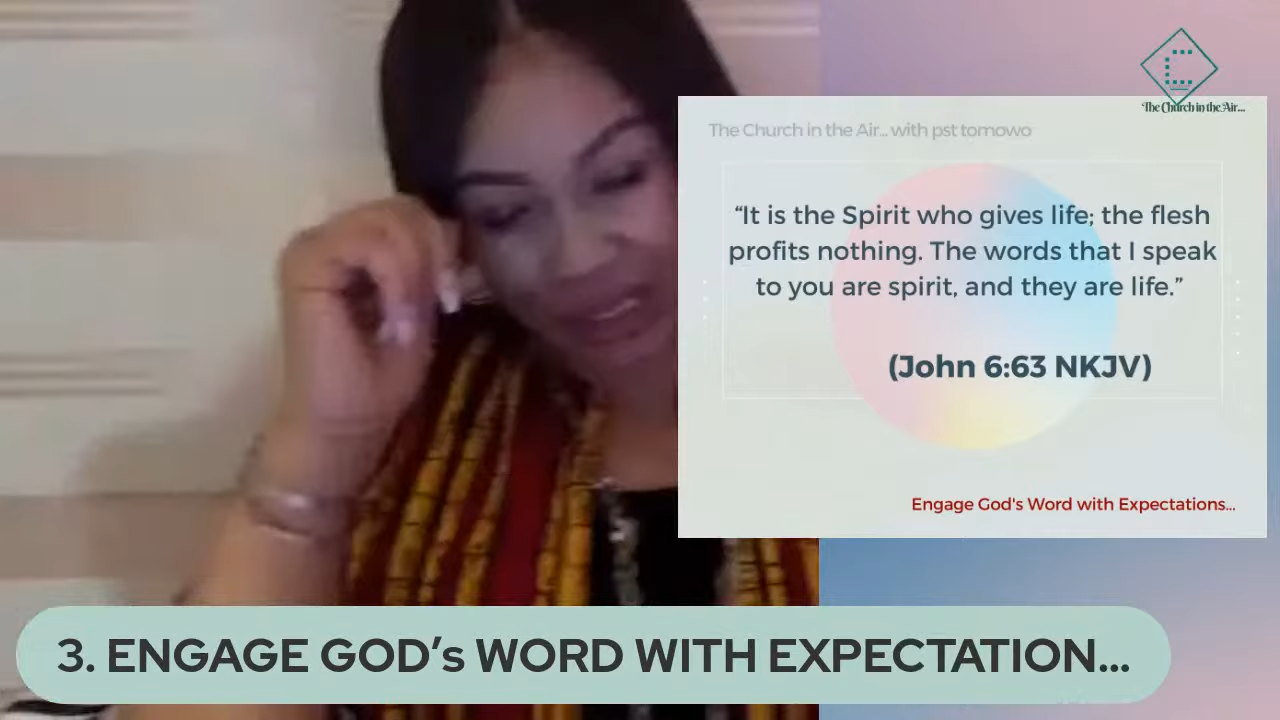 The Church in the Air...
The Church in the Air... with pst tomowo
“It is the Spirit who gives life; the flesh
profits nothing. The words that I speak
to you are spirit, and they are life.”
(John 6:63 NKJV)
Engage God's Word with Expectations...
3. ENGAGE GOD’s WORD WITH EXPECTATION...